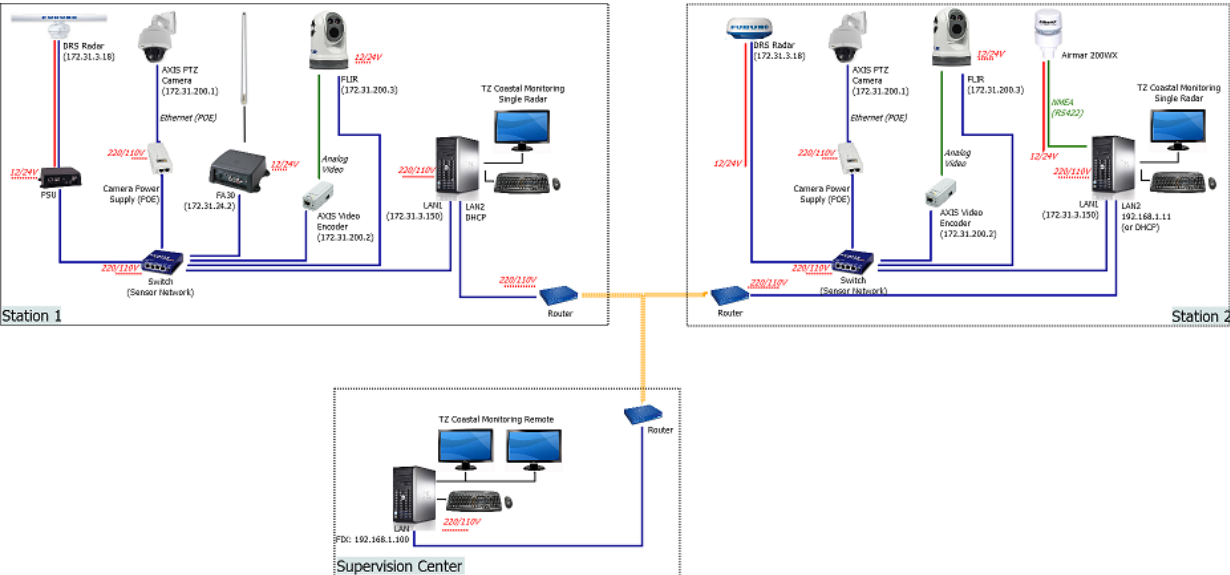 FURUNO
DRS Radar
(172.31.3.18)
AXIS PTZ
Camera
(172.31.200.1)
Ethernet (POE)
220/110V
Camera Power
Supply (POE)
12/24V
PSU
12/24V
FA30
(172.31.24.2)
12/24V
FLIR
(172.31.200.3)
Analog
Video
AXIS Video
Encoder
(172.31.200.2)
220/110V
Switch
(Sensor Network)
TZ Coastal Monitoring
Single Radar
220/110V
LAN1
(172.31.3.150)
LAN2
DHCP
220/110V
Router
Station 1
FURUNO
DRS Radar
(172.31.3.18)
12/24V
AXIS PTZ
Camera
(172.31.200.1)
Ethernet (POE)
220/110V
Camera Power
Supply (POE)
12/24V
FLIR
(172.31.200.3)
Analog
Video
AXIS Video
Encoder
(172.31.200.2)
Airmar 200WX
NMEA
(RS422)
12/24V
220/110V
Switch
(Sensor Network)
TZ Coastal Monitoring
Single Radar
220/110V
LAN1
(172.31.3.150)
LAN2
192.168.1.11
(or DHCP)
220/110V
Router
Station 2
Router
TZ Coastal Monitoring Remote
220/110V
LAN
FIX: 192.168.1.100
Supervision Center